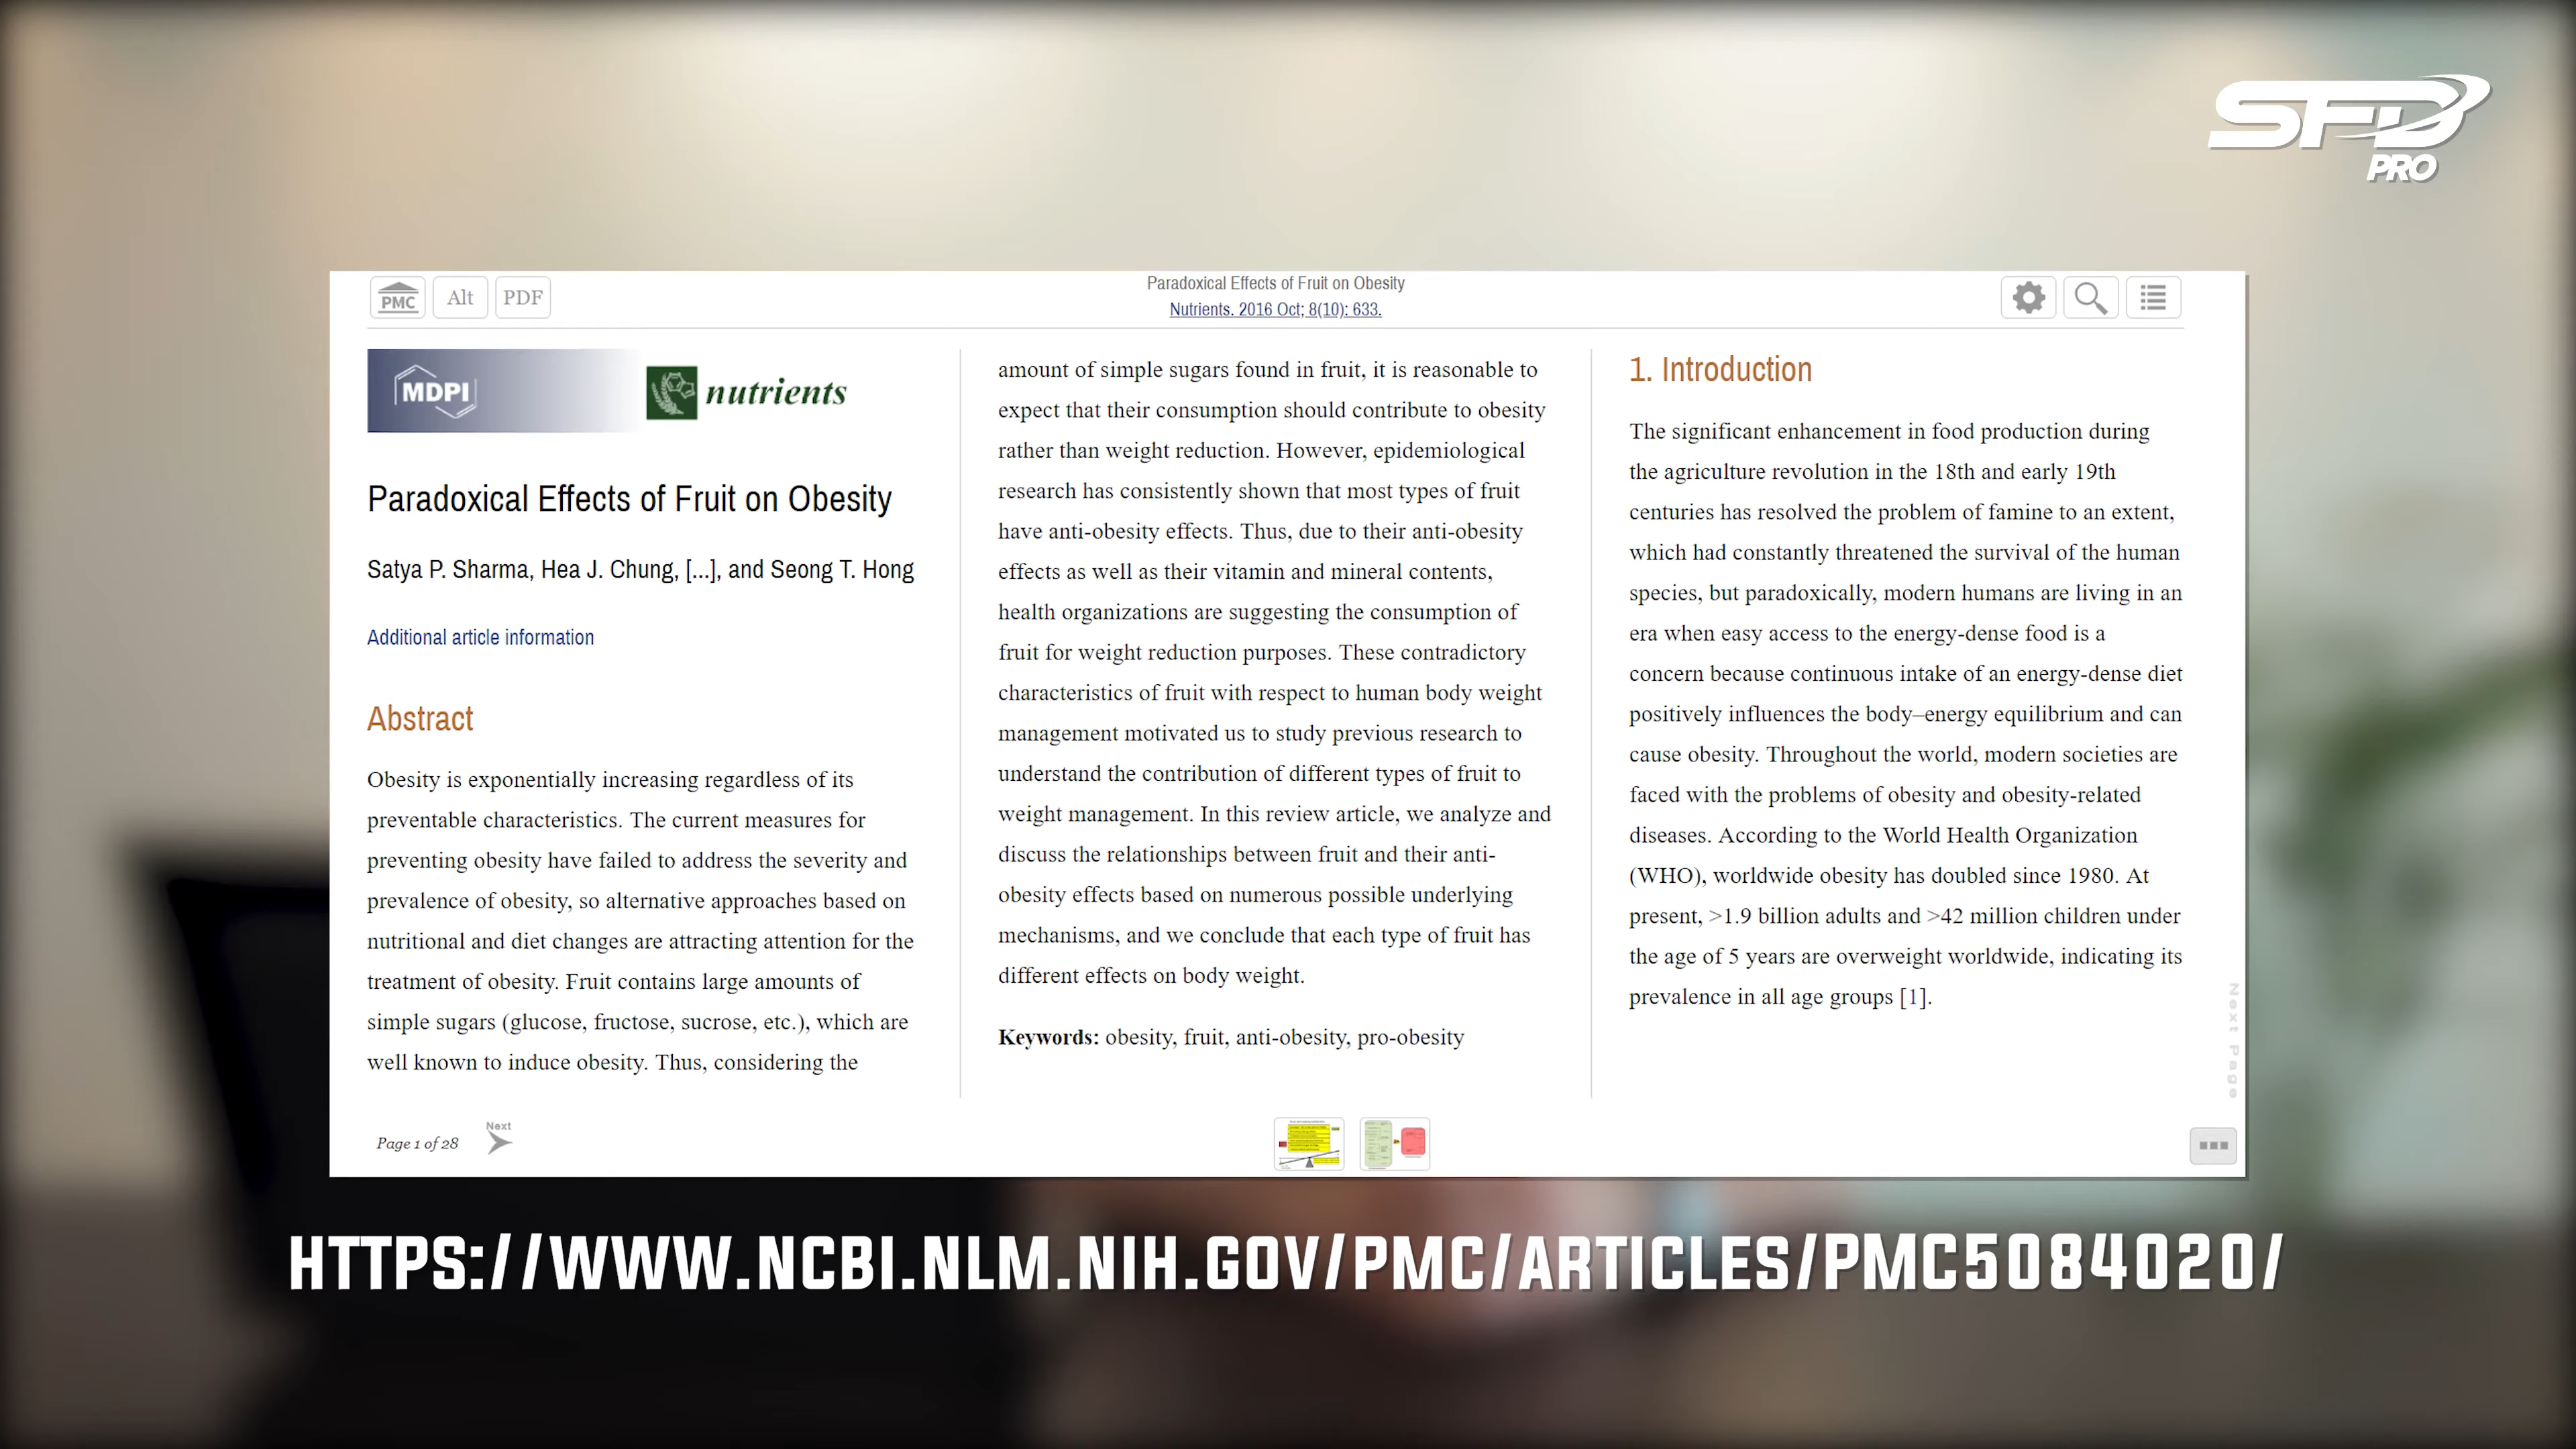 SFD
PRO
PMC
Alt
PDF
Paradoxical Effects of Fruit on Obesity
Nutrients. 2016 Oct; 8(10): 633.
MDPI
nutrients
Paradoxical Effects of Fruit on Obesity
Satya P. Sharma, Hea J. Chung, [...], and Seong T. Hong
Additional article information
Abstract
Obesity is exponentially increasing regardless of its
preventable characteristics. The current measures for
preventing obesity have failed to address the severity and
prevalence of obesity, so alternative approaches based on
nutritional and diet changes are attracting attention for the
treatment of obesity. Fruit contains large amounts of
simple sugars (glucose, fructose, sucrose, etc.), which are
well known to induce obesity. Thus, considering the
amount of simple sugars found in fruit, it is reasonable to
expect that their consumption should contribute to obesity
rather than weight reduction. However, epidemiological
research has consistently shown that most types of fruit
have anti-obesity effects. Thus, due to their anti-obesity
effects as well as their vitamin and mineral contents,
health organizations are suggesting the consumption of
fruit for weight reduction purposes. These contradictory
characteristics of fruit with respect to human body weight
management motivated us to study previous research to
understand the contribution of different types of fruit to
weight management. In this review article, we analyze and
discuss the relationships between fruit and their anti-
obesity effects based on numerous possible underlying
mechanisms, and we conclude that each type of fruit has
different effects on body weight.
Keywords: obesity, fruit, anti-obesity, pro-obesity
1. Introduction
The significant enhancement in food production during
the agriculture revolution in the 18th and early 19th
centuries has resolved the problem of famine to an extent,
which had constantly threatened the survival of the human
species, but paradoxically, modern humans are living in an
era when easy access to the energy-dense food is a
concern because continuous intake of an energy-dense diet
positively influences the body–energy equilibrium and can
cause obesity. Throughout the world, modern societies are
faced with the problems of obesity and obesity-related
diseases. According to the World Health Organization
(WHO), worldwide obesity has doubled since 1980. At
present, >1.9 billion adults and >42 million children under
the age of 5 years are overweight worldwide, indicating its
prevalence in all age groups [1].
Next Page
Page 1 of 28
Next
HTTPS://WWW.NCBI.NLM.NIH.GOV/PMC/ARTICLES/PMC5084020/